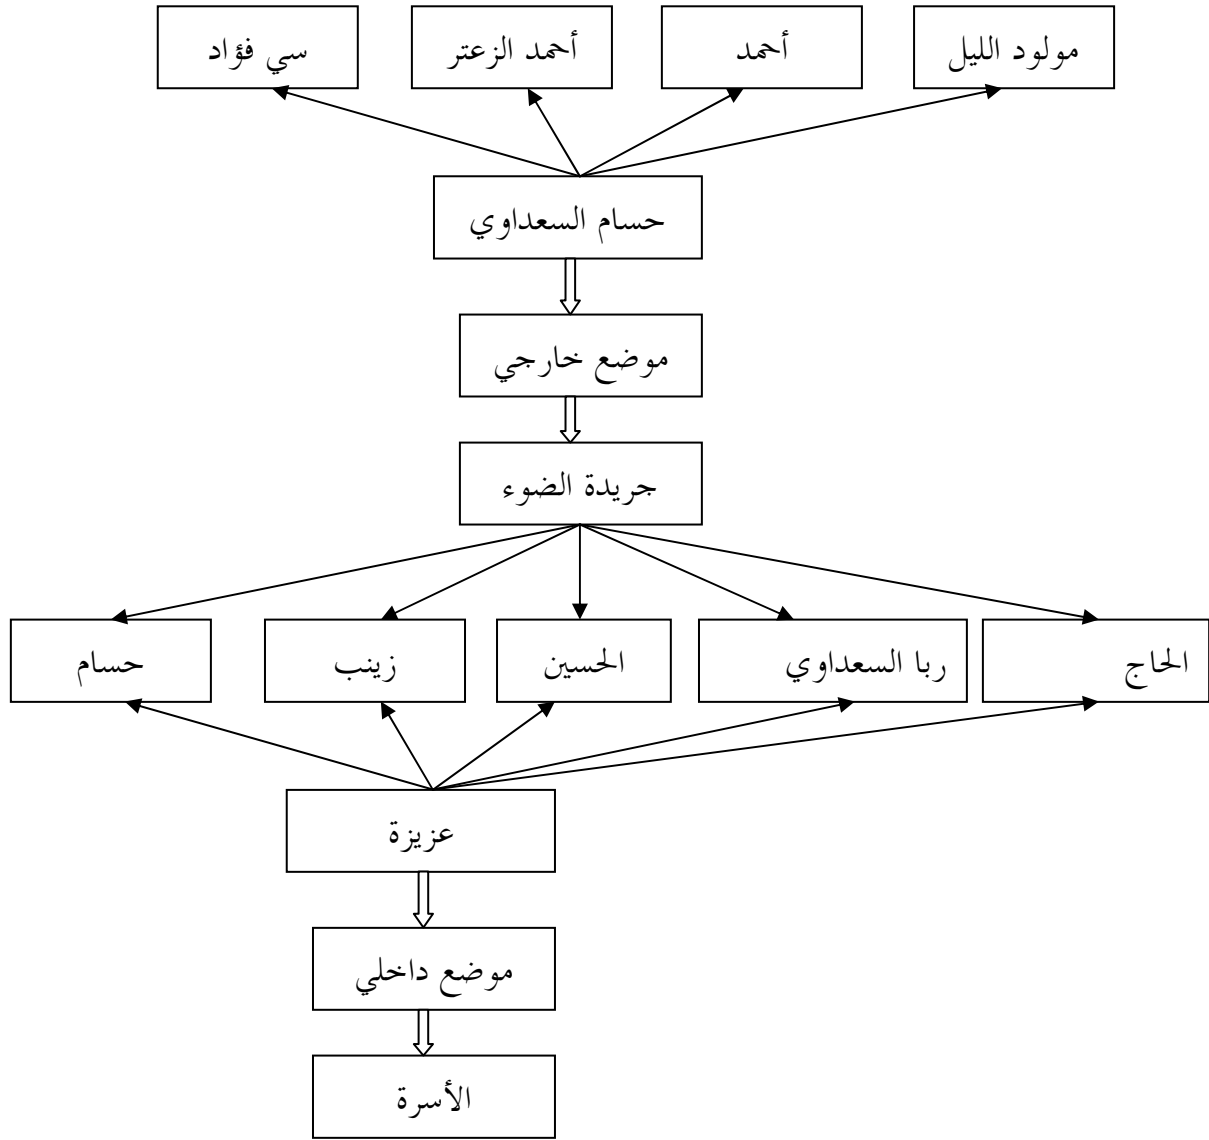 مولود الليل
أحمد
أحمد الزعتر
سي فؤاد
حسام السعداوي
موضع خارجي
جريدة الضوء
الحاج
ربا السعداوي
الحسين
زينب
حسام
عزيزة
موضع داخلي
الأسرة